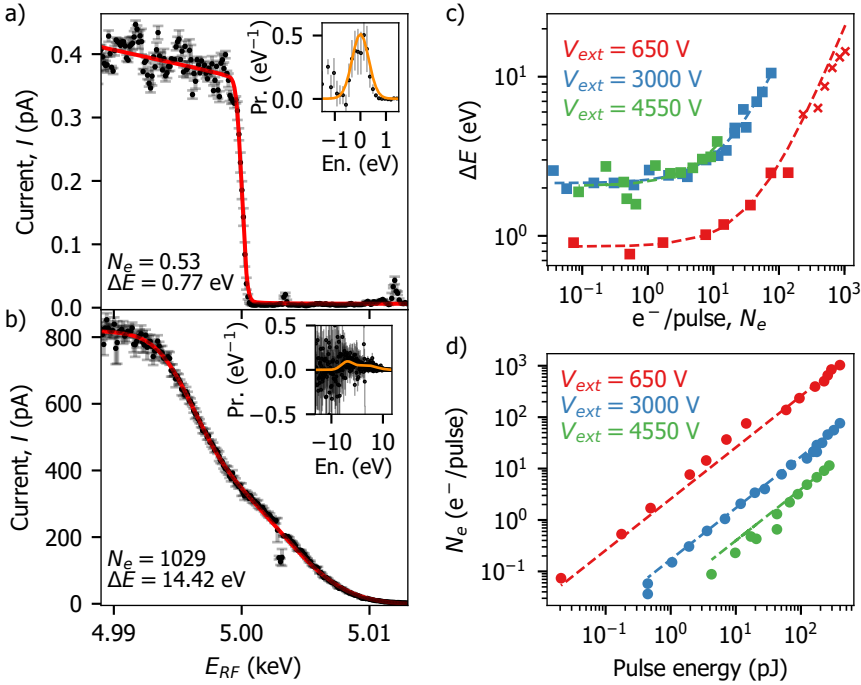 a)
Current, I (pA)
0.4
0.3
0.2
0.1
0.0
Nₑ = 0.53
ΔE = 0.77 eV
Pr. (eV⁻¹)
0.5
0.0
−1 0 1
En. (eV)
b)
Current, I (pA)
800
600
400
200
0
Nₑ = 1029
ΔE = 14.42 eV
Pr. (eV⁻¹)
0.5
0.0
−0.5
−10 0 10
En. (eV)
4.99 5.00 5.01
E_RF (keV)
c)
ΔE (eV)
10¹
10⁰
V_ext = 650 V
V_ext = 3000 V
V_ext = 4550 V
10⁻¹ 10⁰ 10¹ 10² 10³
e⁻/pulse, Nₑ
d)
Nₑ (e⁻/pulse)
10³
10²
10¹
10⁰
10⁻¹
V_ext = 650 V
V_ext = 3000 V
V_ext = 4550 V
10⁻¹ 10⁰ 10¹ 10²
Pulse energy (pJ)